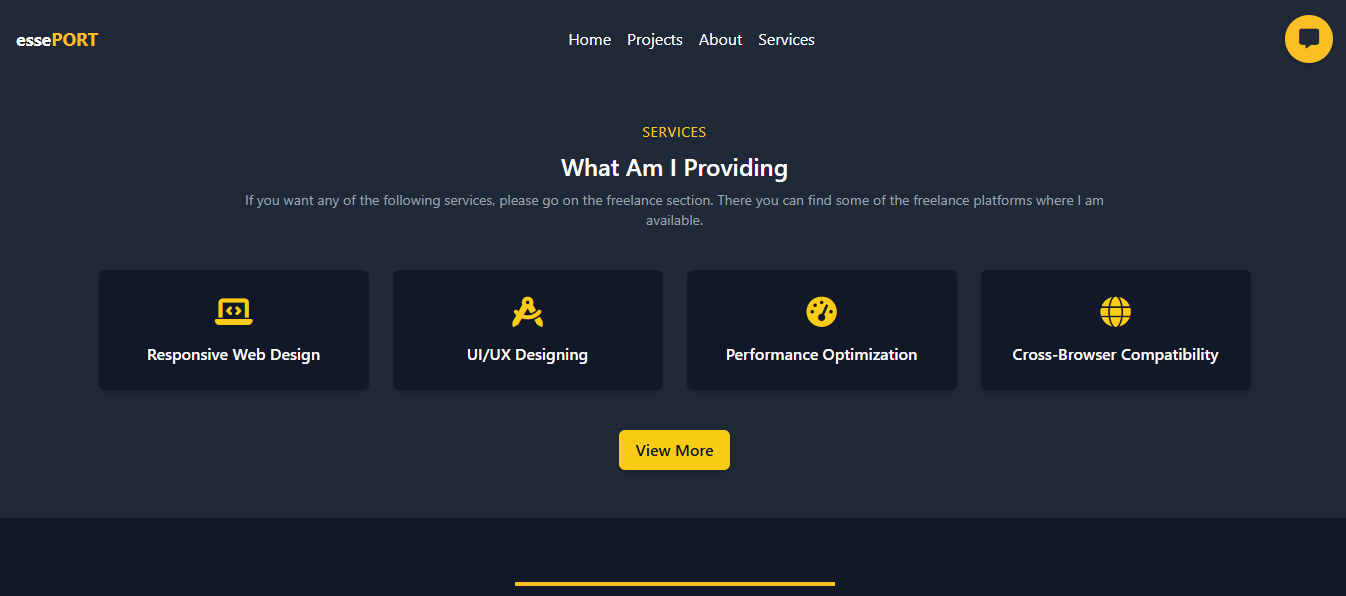 essePORT
Home Projects About Services
SERVICES
What Am I Providing
If you want any of the following services, please go on the freelance section. There you can find some of the freelance platforms where I am
available.
Responsive Web Design
UI/UX Designing
Performance Optimization
Cross-Browser Compatibility
View More